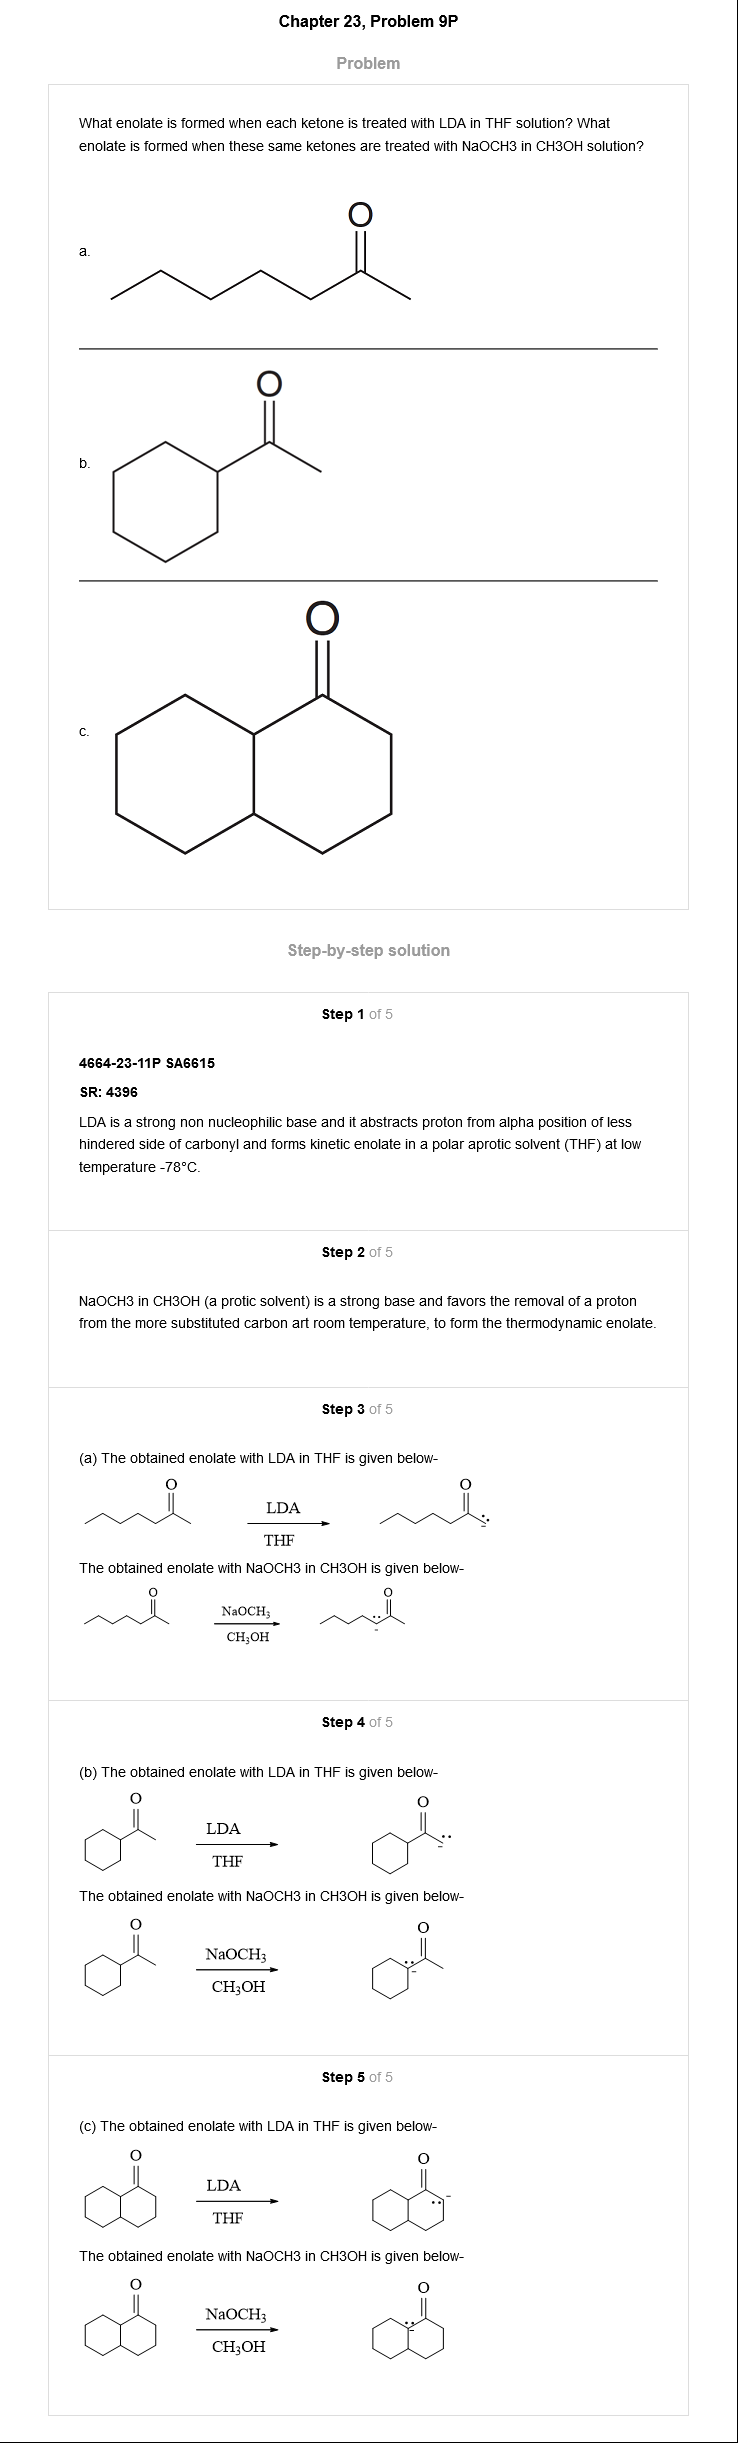 Chapter 23, Problem 9P
Problem
What enolate is formed when each ketone is treated with LDA in THF solution? What
enolate is formed when these same ketones are treated with NaOCH3 in CH3OH solution?
O
a.
O
b.
O
c.
Step-by-step solution
Step 1 of 5
4664-23-11P SA6615
SR: 4396
LDA is a strong non nucleophilic base and it abstracts proton from alpha position of less
hindered side of carbonyl and forms kinetic enolate in a polar aprotic solvent (THF) at low
temperature -78°C.
Step 2 of 5
NaOCH3 in CH3OH (a protic solvent) is a strong base and favors the removal of a proton
from the more substituted carbon art room temperature, to form the thermodynamic enolate.
Step 3 of 5
(a) The obtained enolate with LDA in THF is given below-
O O
LDA
THF
The obtained enolate with NaOCH3 in CH3OH is given below-
O O
NaOCH₃
CH₃OH
Step 4 of 5
(b) The obtained enolate with LDA in THF is given below-
O O
LDA
THF
The obtained enolate with NaOCH3 in CH3OH is given below-
O O
NaOCH₃
CH₃OH
Step 5 of 5
(c) The obtained enolate with LDA in THF is given below-
O O
LDA
THF
The obtained enolate with NaOCH3 in CH3OH is given below-
O O
NaOCH₃
CH₃OH